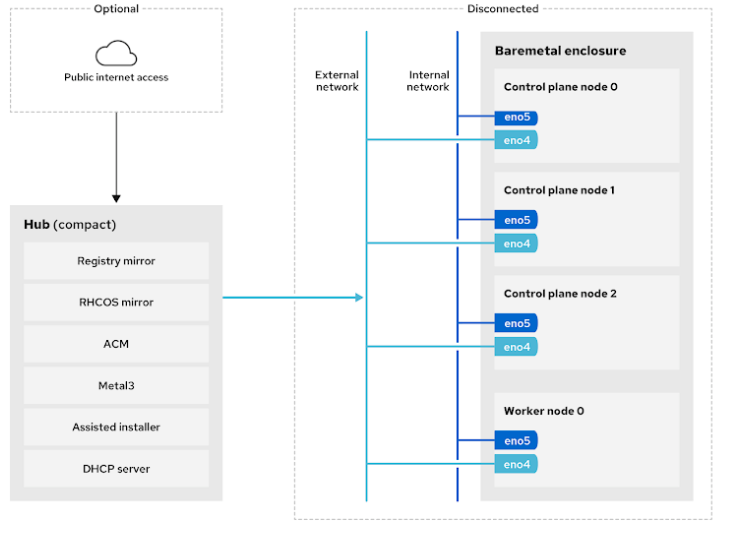 Optional
Public internet access
Hub (compact)
Registry mirror
RHCOS mirror
ACM
Metal3
Assisted installer
DHCP server
Disconnected
External
network
Internal
network
Baremetal enclosure
Control plane node 0
eno5
eno4
Control plane node 1
eno5
eno4
Control plane node 2
eno5
eno4
Worker node 0
eno5
eno4